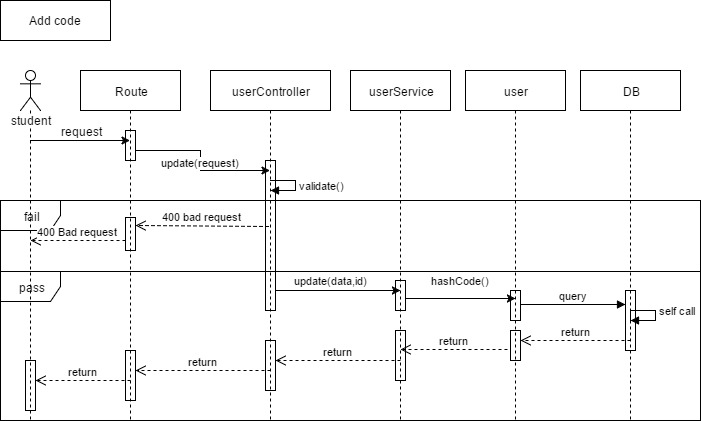 Add code
student
Route
userController
userService
user
DB
request
update(request)
validate()
fail
400 bad request
400 Bad request
pass
update(data,id)
hashCode()
query
self call
return
return
return
return
return